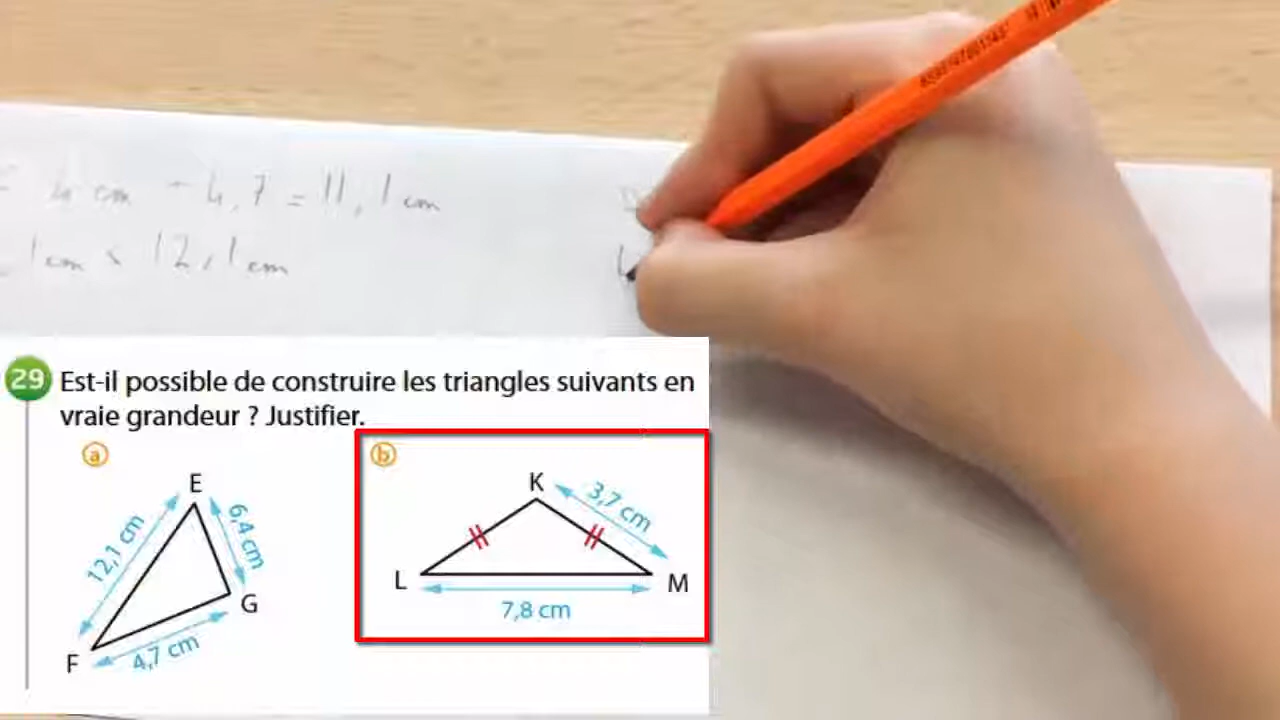 4 cm + 4,7 = 11,1 cm
1 cm < 12,1 cm
29 Est-il possible de construire les triangles suivants en
vraie grandeur ? Justifier.
a
E
12,1 cm
6,4 cm
G
F
4,7 cm
b
K
3,7 cm
L
M
7,8 cm